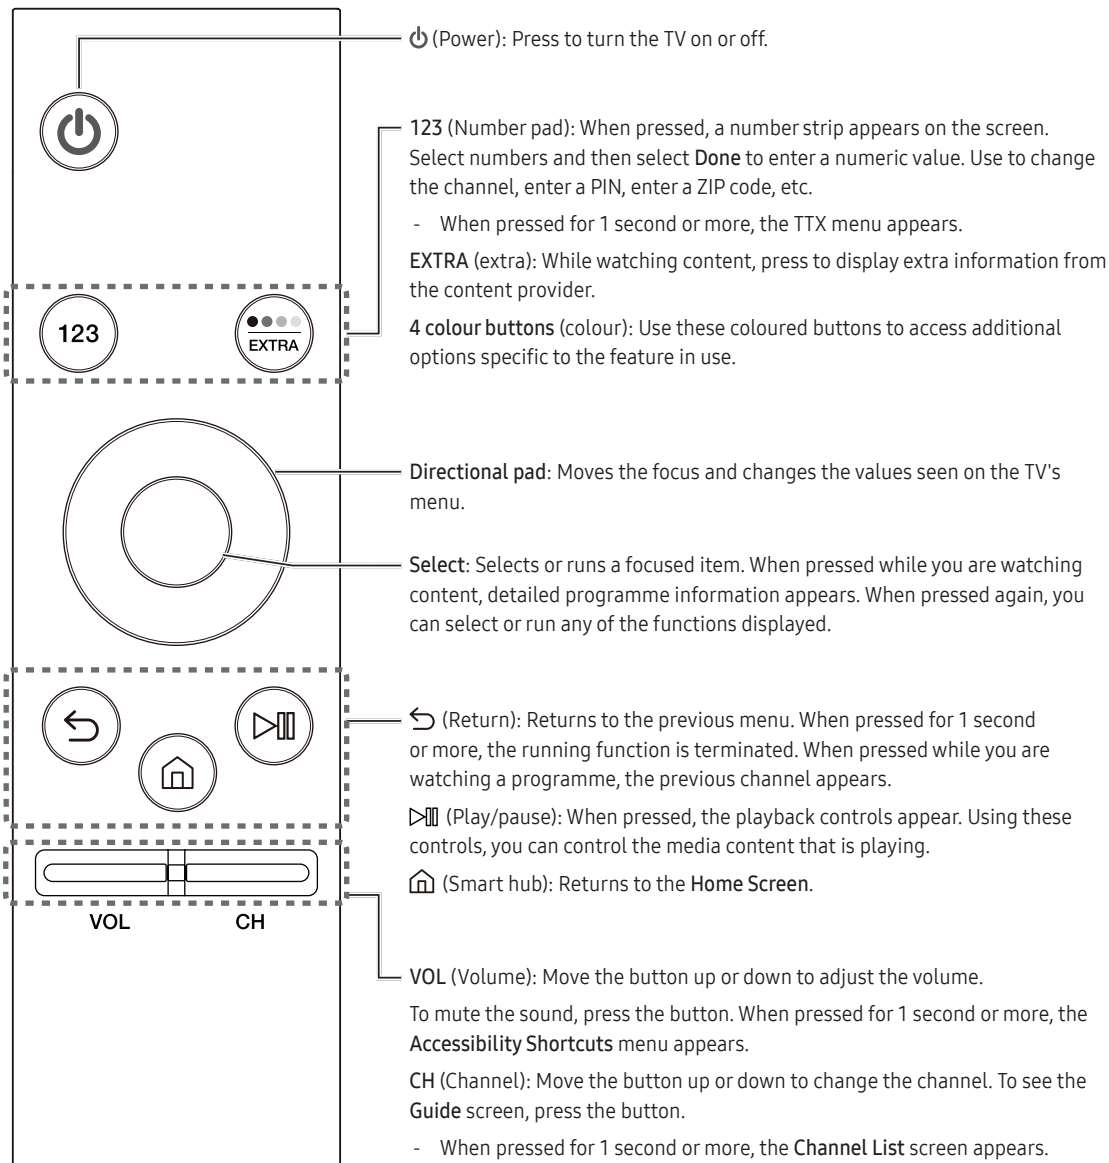 (Power): Press to turn the TV on or off.
123 (Number pad): When pressed, a number strip appears on the screen.
Select numbers and then select Done to enter a numeric value. Use to change
the channel, enter a PIN, enter a ZIP code, etc.
- When pressed for 1 second or more, the TTX menu appears.
EXTRA (extra): While watching content, press to display extra information from
the content provider.
4 colour buttons (colour): Use these coloured buttons to access additional
options specific to the feature in use.
123
EXTRA
Directional pad: Moves the focus and changes the values seen on the TV's
menu.
Select: Selects or runs a focused item. When pressed while you are watching
content, detailed programme information appears. When pressed again, you
can select or run any of the functions displayed.
(Return): Returns to the previous menu. When pressed for 1 second
or more, the running function is terminated. When pressed while you are
watching a programme, the previous channel appears.
(Play/pause): When pressed, the playback controls appear. Using these
controls, you can control the media content that is playing.
(Smart hub): Returns to the Home Screen.
VOL
CH
VOL (Volume): Move the button up or down to adjust the volume.
To mute the sound, press the button. When pressed for 1 second or more, the
Accessibility Shortcuts menu appears.
CH (Channel): Move the button up or down to change the channel. To see the
Guide screen, press the button.
- When pressed for 1 second or more, the Channel List screen appears.